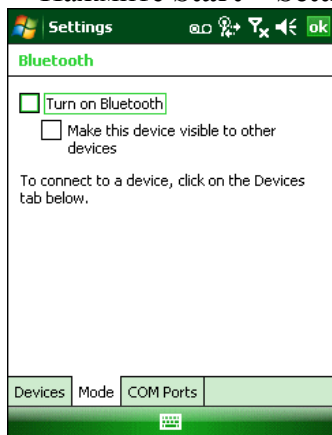 Settings
ok
Bluetooth
Turn on Bluetooth
Make this device visible to other
devices
To connect to a device, click on the Devices
tab below.
Devices Mode COM Ports